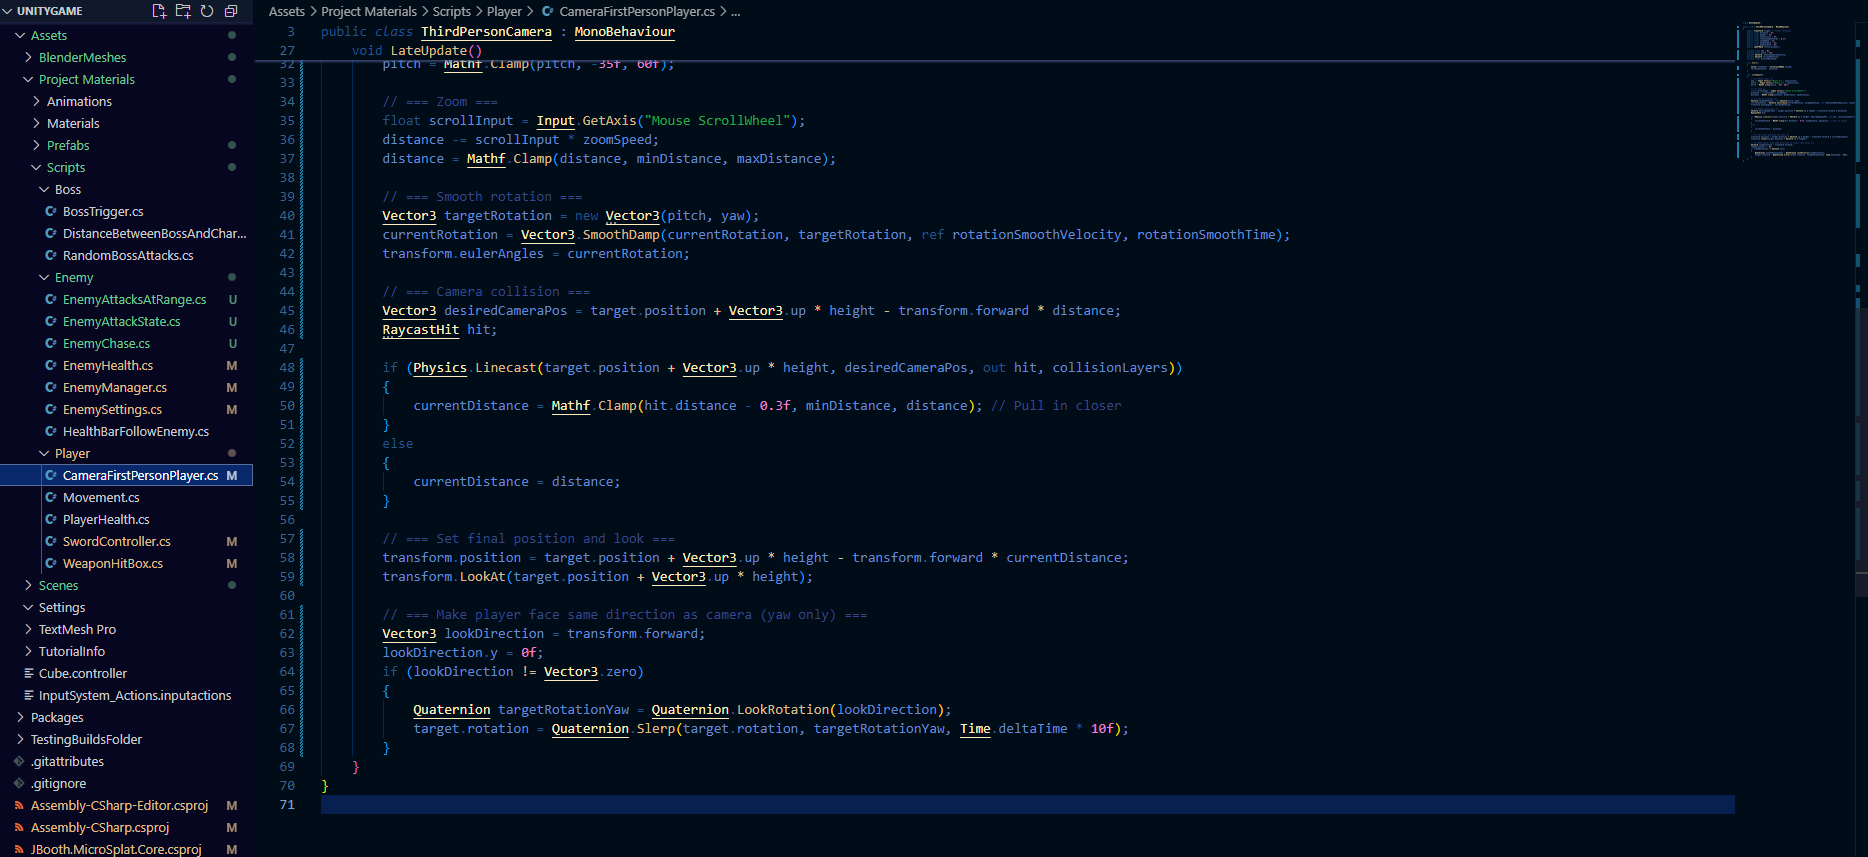 UNITYGAME
Assets
BlenderMeshes
Project Materials
Animations
Materials
Prefabs
Scripts
Boss
C# BossTrigger.cs
C# DistanceBetweenBossAndChar...
C# RandomBossAttacks.cs
Enemy
C# EnemyAttacksAtRange.cs U
C# EnemyAttackState.cs U
C# EnemyChase.cs U
C# EnemyHealth.cs M
C# EnemyManager.cs M
C# EnemySettings.cs M
C# HealthBarFollowEnemy.cs
Player
C# CameraFirstPersonPlayer.cs M
C# Movement.cs
C# PlayerHealth.cs
C# SwordController.cs M
C# WeaponHitBox.cs M
Scenes
Settings
TextMesh Pro
TutorialInfo
Cube.controller
InputSystem_Actions.inputactions
Packages
TestingBuildsFolder
.gitattributes
.gitignore
Assembly-CSharp-Editor.csproj M
Assembly-CSharp.csproj M
JBooth.MicroSplat.Core.csproj M
Assets > Project Materials > Scripts > Player > C# CameraFirstPersonPlayer.cs > ...
3 public class ThirdPersonCamera : MonoBehaviour
27 void LateUpdate()
32 pitch = Mathf.Clamp(pitch, -35f, 60f);
33
34 // === Zoom ===
35 float scrollInput = Input.GetAxis("Mouse ScrollWheel");
36 distance -= scrollInput * zoomSpeed;
37 distance = Mathf.Clamp(distance, minDistance, maxDistance);
38
39 // === Smooth rotation ===
40 Vector3 targetRotation = new Vector3(pitch, yaw);
41 currentRotation = Vector3.SmoothDamp(currentRotation, targetRotation, ref rotationSmoothVelocity, rotationSmoothTime);
42 transform.eulerAngles = currentRotation;
43
44 // === Camera collision ===
45 Vector3 desiredCameraPos = target.position + Vector3.up * height - transform.forward * distance;
46 RaycastHit hit;
47
48 if (Physics.Linecast(target.position + Vector3.up * height, desiredCameraPos, out hit, collisionLayers))
49 {
50 currentDistance = Mathf.Clamp(hit.distance - 0.3f, minDistance, distance); // Pull in closer
51 }
52 else
53 {
54 currentDistance = distance;
55 }
56
57 // === Set final position and look ===
58 transform.position = target.position + Vector3.up * height - transform.forward * currentDistance;
59 transform.LookAt(target.position + Vector3.up * height);
60
61 // === Make player face same direction as camera (yaw only) ===
62 Vector3 lookDirection = transform.forward;
63 lookDirection.y = 0f;
64 if (lookDirection != Vector3.zero)
65 {
66 Quaternion targetRotationYaw = Quaternion.LookRotation(lookDirection);
67 target.rotation = Quaternion.Slerp(target.rotation, targetRotationYaw, Time.deltaTime * 10f);
68 }
69 }
70 }
71